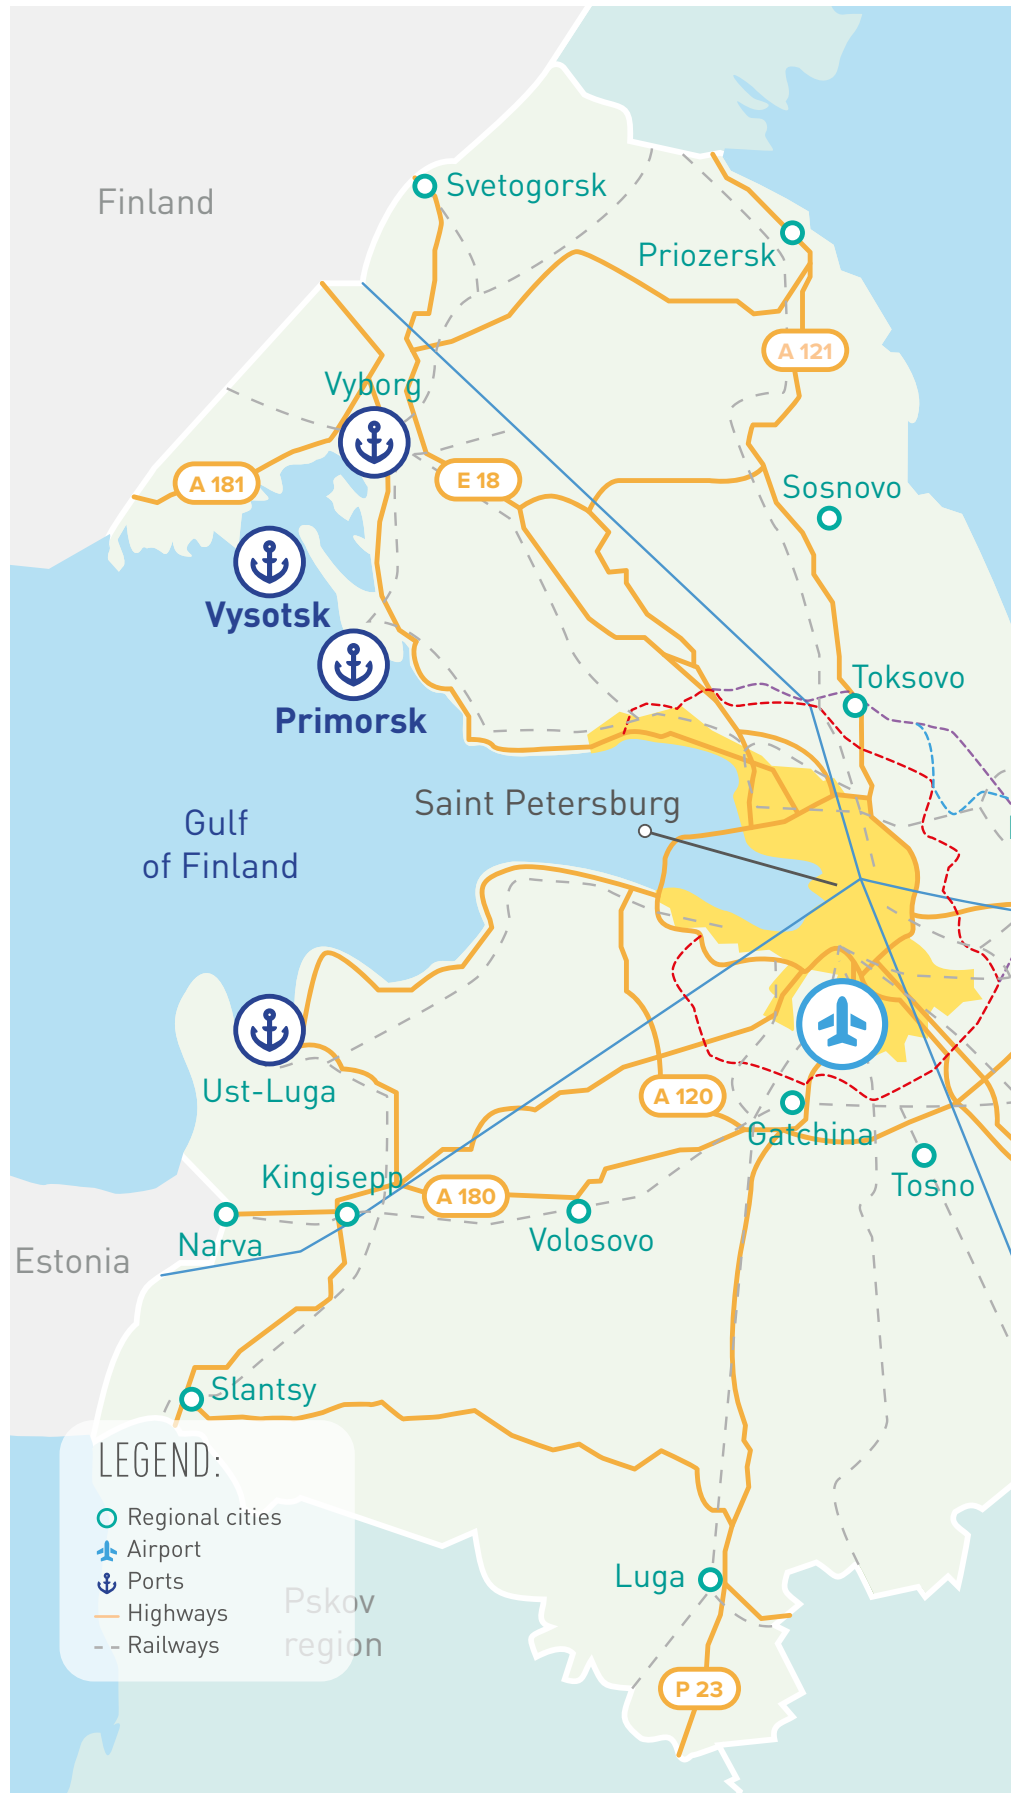 Svetogorsk
Finland
Priozersk
A 121
Vyborg
A 181
E 18
Sosnovo
Vysotsk
Primorsk
Toksovo
Saint Petersburg
Gulf
of Finland
Ust-Luga
A 120
Gatchina
Kingisepp
A 180
Tosno
Narva
Volosovo
Estonia
Slantsy
LEGEND:
Regional cities
Airport
Ports
Highways
Railways
Luga
Pskov
region
P 23